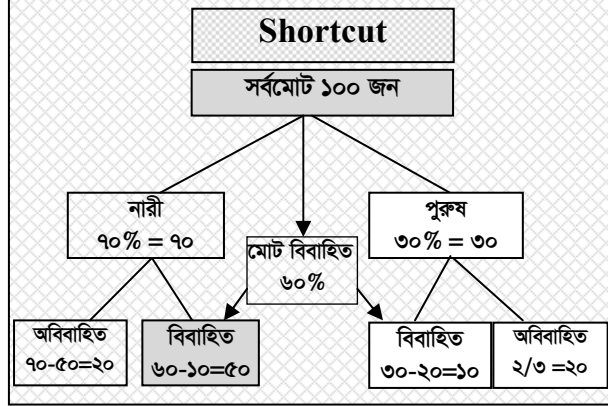 Shortcut
সর্বমোট ১০০ জন
নারী
৭০% = ৭০
পুরুষ
৩০% = ৩০
মোট বিবাহিত
৬০%
অবিবাহিত
৭০-৫০=২০
বিবাহিত
৬০-১০=৫০
বিবাহিত
৩০-২০=১০
অবিবাহিত
২/৩ =২০